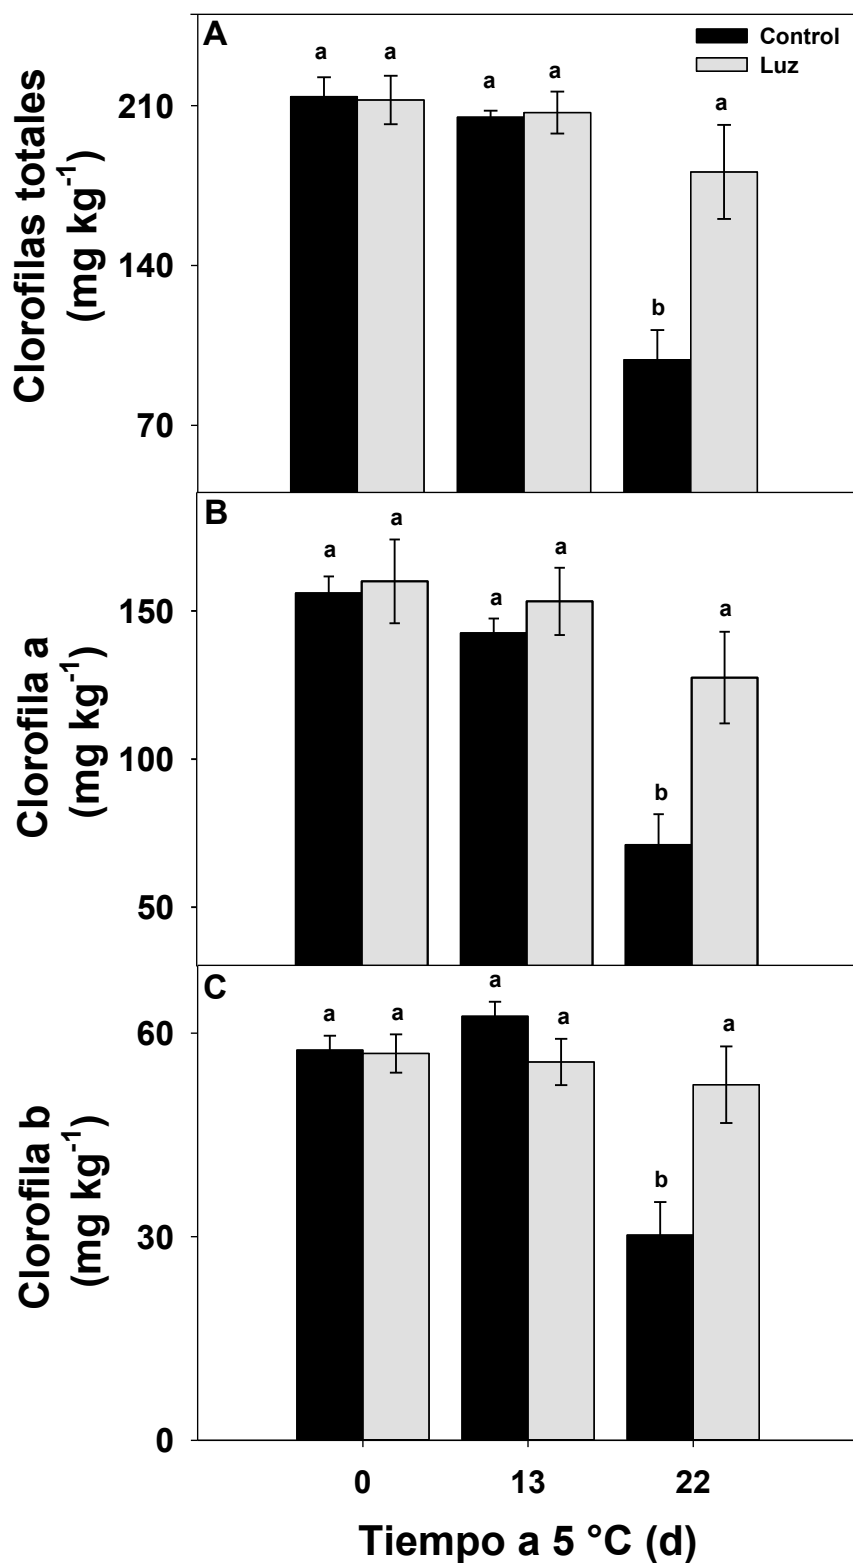 A
Control
Luz
Clorofilas totales
(mg kg-1)
210
140
70
a
a
a
a
b
a
B
Clorofila a
(mg kg-1)
150
100
50
a
a
a
a
b
a
C
Clorofila b
(mg kg-1)
60
30
0
a
a
a
a
b
a
0 13 22
Tiempo a 5 °C (d)